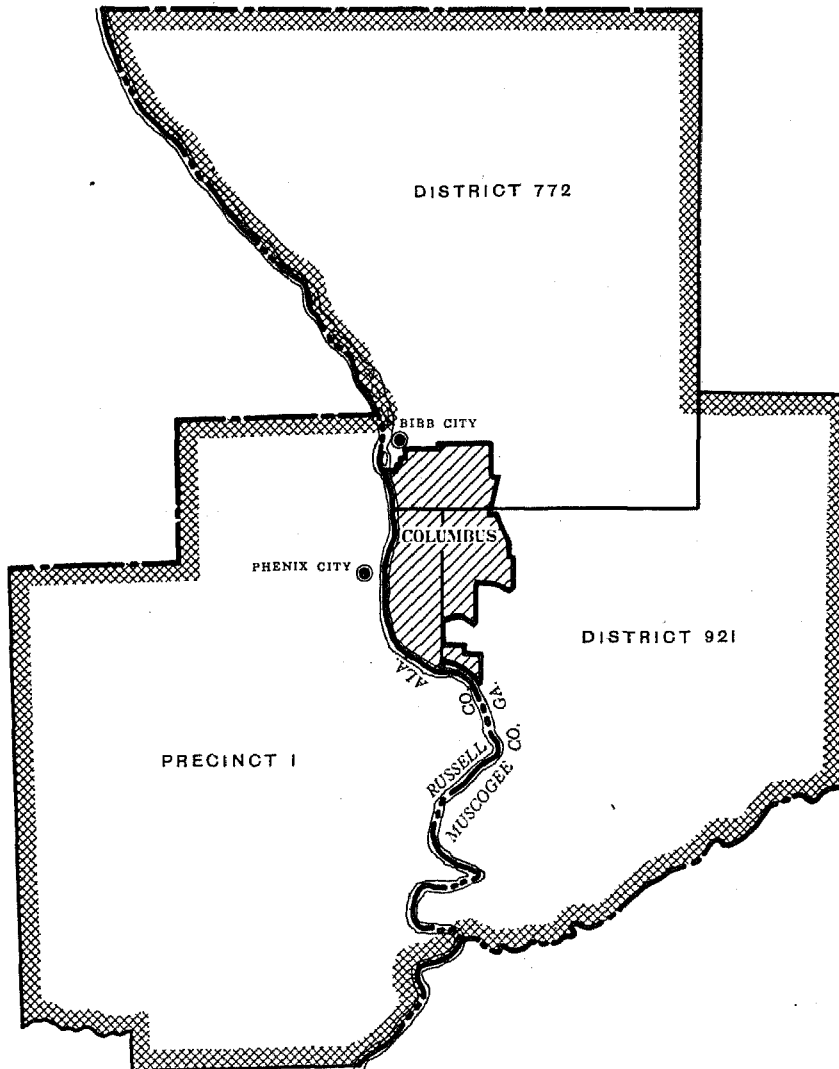 DISTRICT 772
BIBB CITY
COLUMBUS
PHENIX CITY
DISTRICT 921
ALA.
GA.
PRECINCT 1
RUSSELL CO.
MUSCOGEE CO.